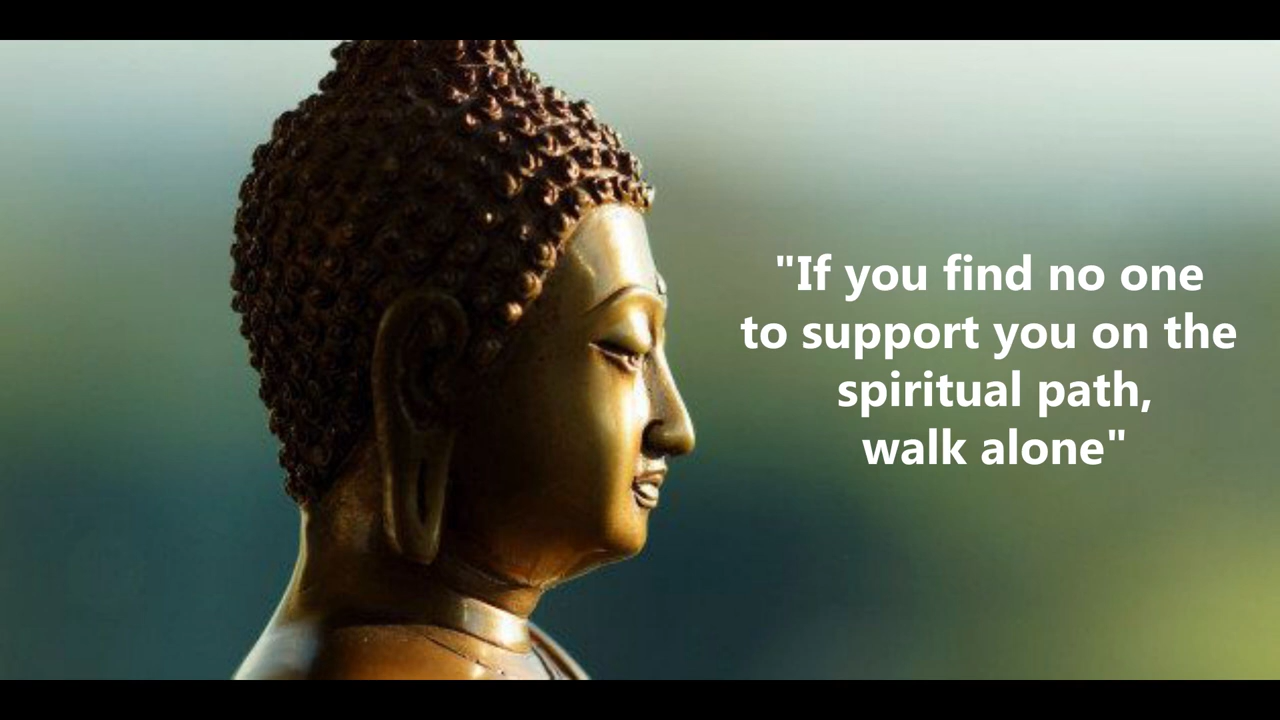 "If you find no one
to support you on the
spiritual path,
walk alone"